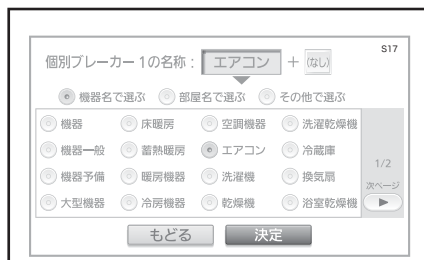 S17
個別ブレーカー 1の名称： エアコン ＋ (なし)
機器名で選ぶ 部屋名で選ぶ その他で選ぶ
機器 床暖房 空調機器 洗濯乾燥機
機器一般 蓄熱暖房 エアコン 冷蔵庫
機器予備 暖房機器 洗濯機 換気扇
大型機器 冷房機器 乾燥機 浴室乾燥機
1/2
次ページ
もどる 決定